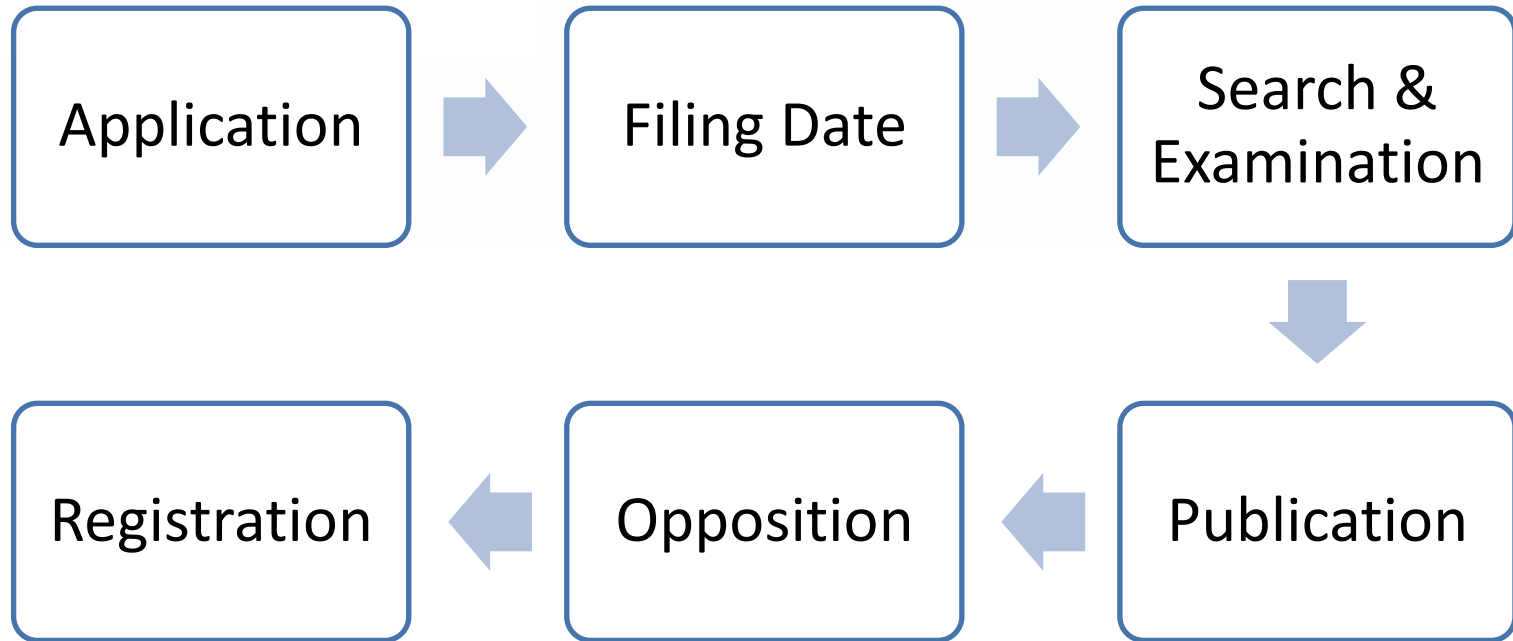 Application
Filing Date
Search &
Examination
Registration
Opposition
Publication